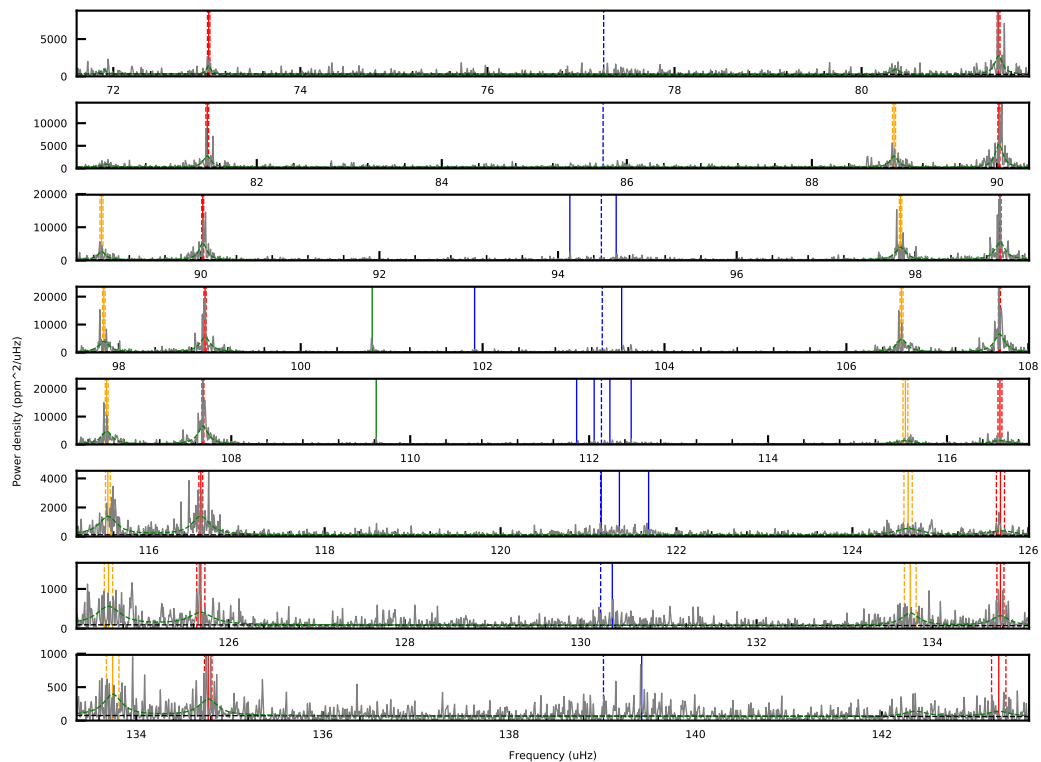 5000
0
72 74 76 78 80
10000
5000
0
82 84 86 88 90
20000
10000
0
90 92 94 96 98
20000
10000
0
98 100 102 104 106 108
20000
10000
0
108 110 112 114 116
4000
2000
0
116 118 120 122 124 126
1000
0
126 128 130 132 134
1000
500
0
134 136 138 140 142
Power density (ppm^2/uHz)
Frequency (uHz)